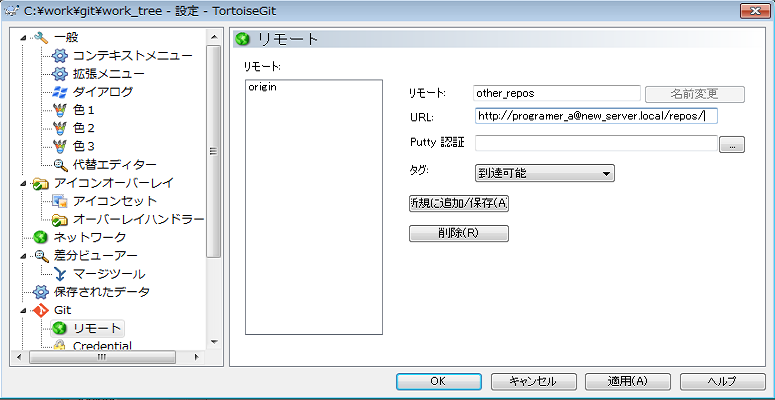 C:¥work¥git¥work_tree - 設定 - TortoiseGit
一般
コンテキストメニュー
拡張メニュー
ダイアログ
色1
色2
色3
代替エディター
アイコンオーバーレイ
アイコンセット
オーバーレイハンドラー
ネットワーク
差分ビューアー
マージツール
保存されたデータ
Git
リモート
Credential
リモート
リモート:
origin
リモート: other_repos 名前変更
URL: http://programer_a@new_server.local/repos/
Putty 認証 ...
タグ: 到達可能
新規に追加/保存(A)
削除(R)
OK キャンセル 適用(A) ヘルプ